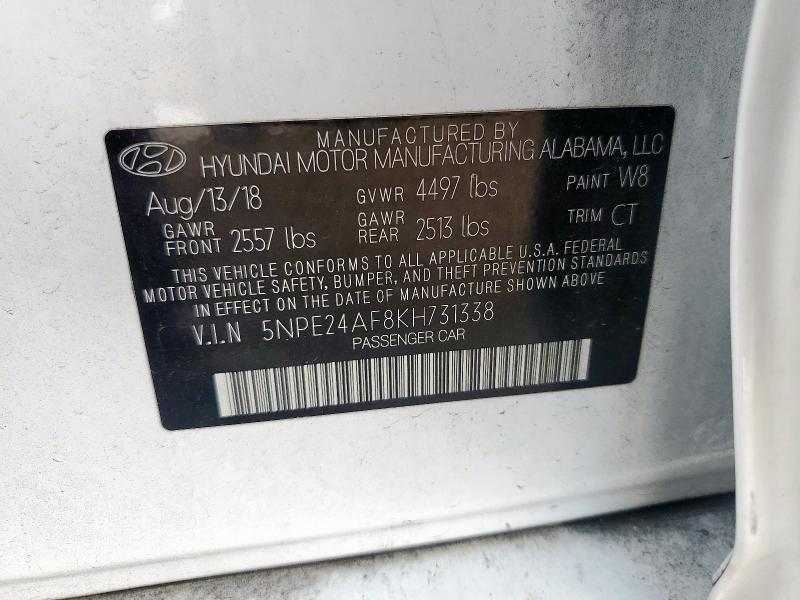 MANUFACTURED BY
HYUNDAI MOTOR MANUFACTURING ALABAMA, LLC
Aug/13/18 GVWR 4497 lbs PAINT W8
GAWR FRONT 2557 lbs GAWR REAR 2513 lbs TRIM CT
THIS VEHICLE CONFORMS TO ALL APPLICABLE U.S.A. FEDERAL
MOTOR VEHICLE SAFETY, BUMPER, AND THEFT PREVENTION STANDARDS
IN EFFECT ON THE DATE OF MANUFACTURE SHOWN ABOVE
V.I.N 5NPE24AF8KH731338
PASSENGER CAR